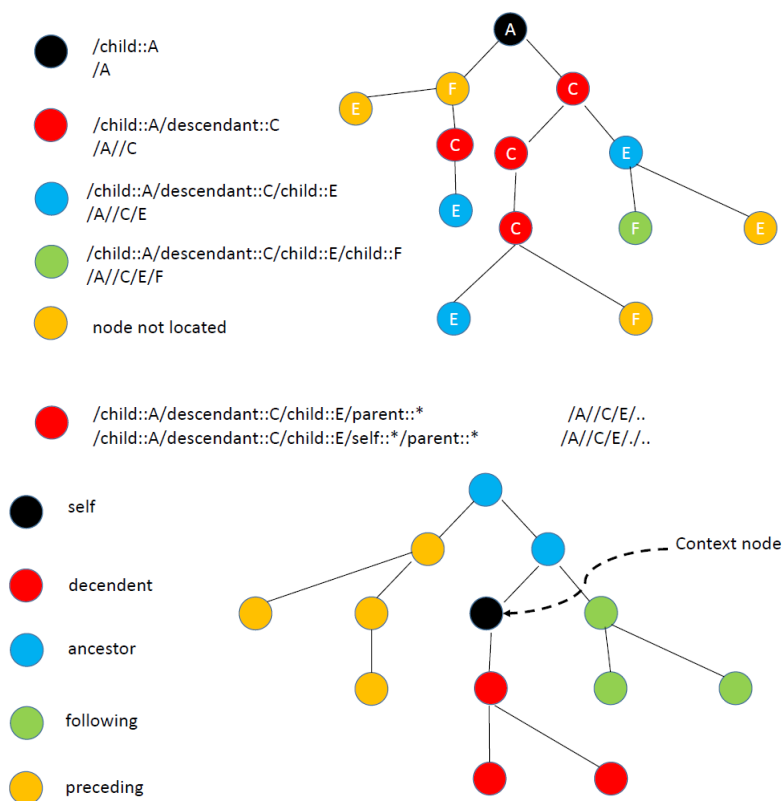 /child::A
/A
/child::A/descendant::C
/A//C
/child::A/descendant::C/child::E
/A//C/E
/child::A/descendant::C/child::E/child::F
/A//C/E/F
node not located
A
F
C
E
C
C
E
E
C
F
E
E
F
/child::A/descendant::C/child::E/parent::* /A//C/E/..
/child::A/descendant::C/child::E/self::*/parent::* /A//C/E/./..
self
decendent
ancestor
following
preceding
Context node